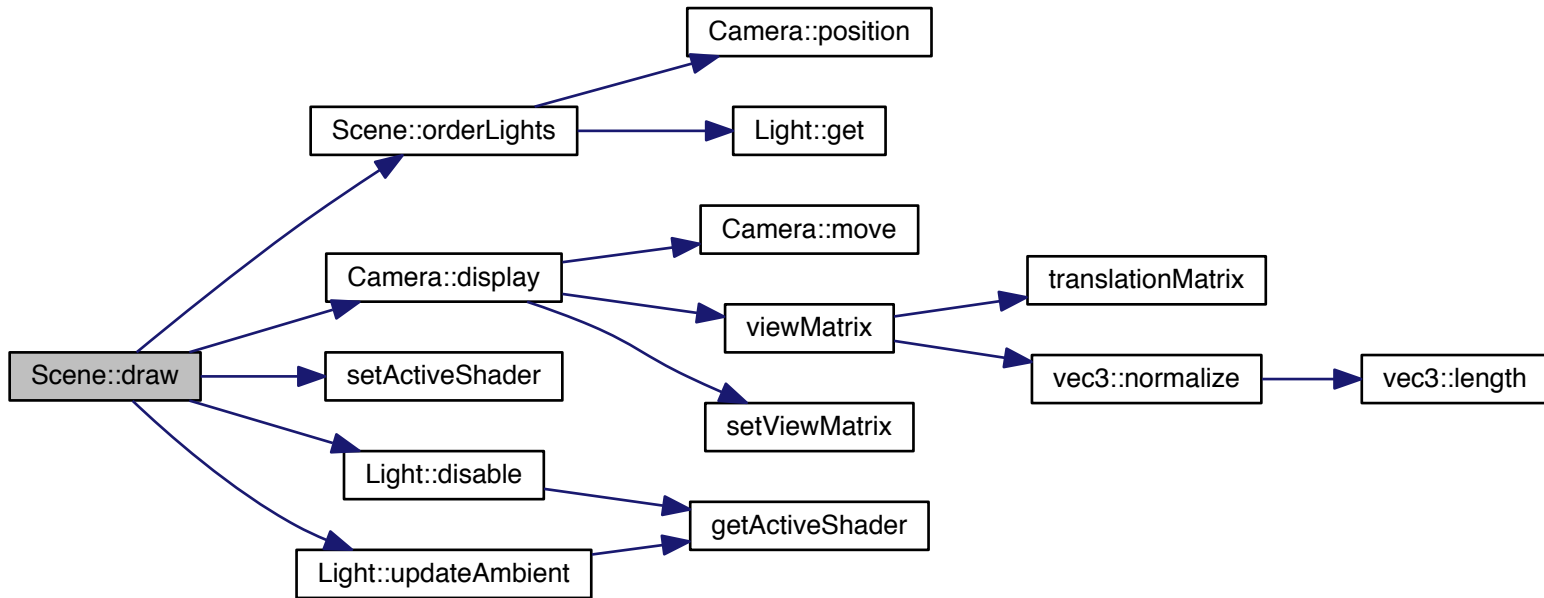 Camera::position
Scene::orderLights
Light::get
Camera::move
Camera::display
translationMatrix
viewMatrix
Scene::draw
setActiveShader
vec3::normalize
vec3::length
setViewMatrix
Light::disable
getActiveShader
Light::updateAmbient